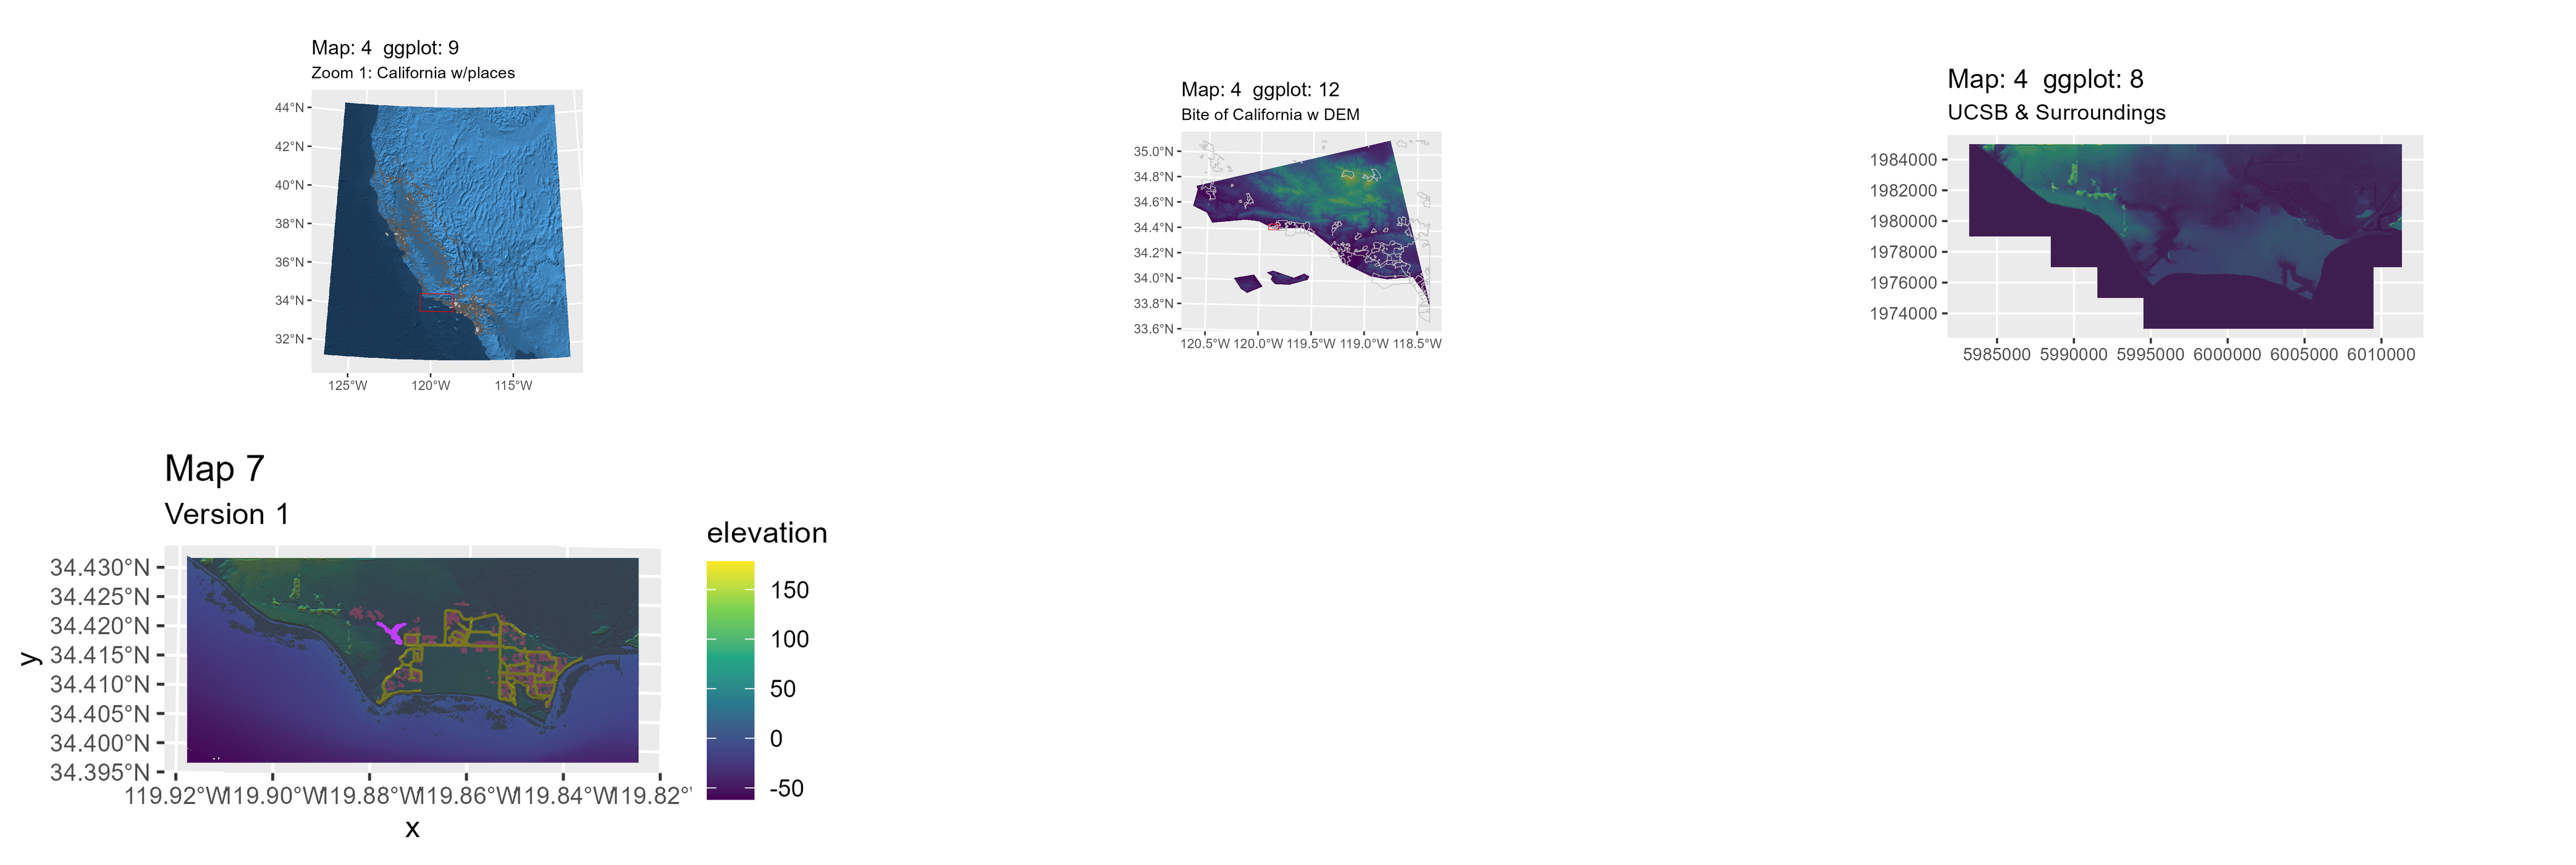 Map: 4  ggplot: 9
Zoom 1: California w/places
44°N
42°N
40°N
38°N
36°N
34°N
32°N
125°W 120°W 115°W
Map: 4  ggplot: 12
Bite of California w DEM
35.0°N
34.8°N
34.6°N
34.4°N
34.2°N
34.0°N
33.8°N
33.6°N
120.5°W 120.0°W 119.5°W 119.0°W 118.5°W
Map: 4  ggplot: 8
UCSB & Surroundings
1984000
1982000
1980000
1978000
1976000
1974000
5985000 5990000 5995000 6000000 6005000 6010000
Map 7
Version 1
34.430°N
34.425°N
34.420°N
34.415°N
34.410°N
34.405°N
34.400°N
34.395°N
y
119.92°W 119.90°W 119.88°W 119.86°W 119.84°W 119.82°
x
elevation
150
100
50
0
-50